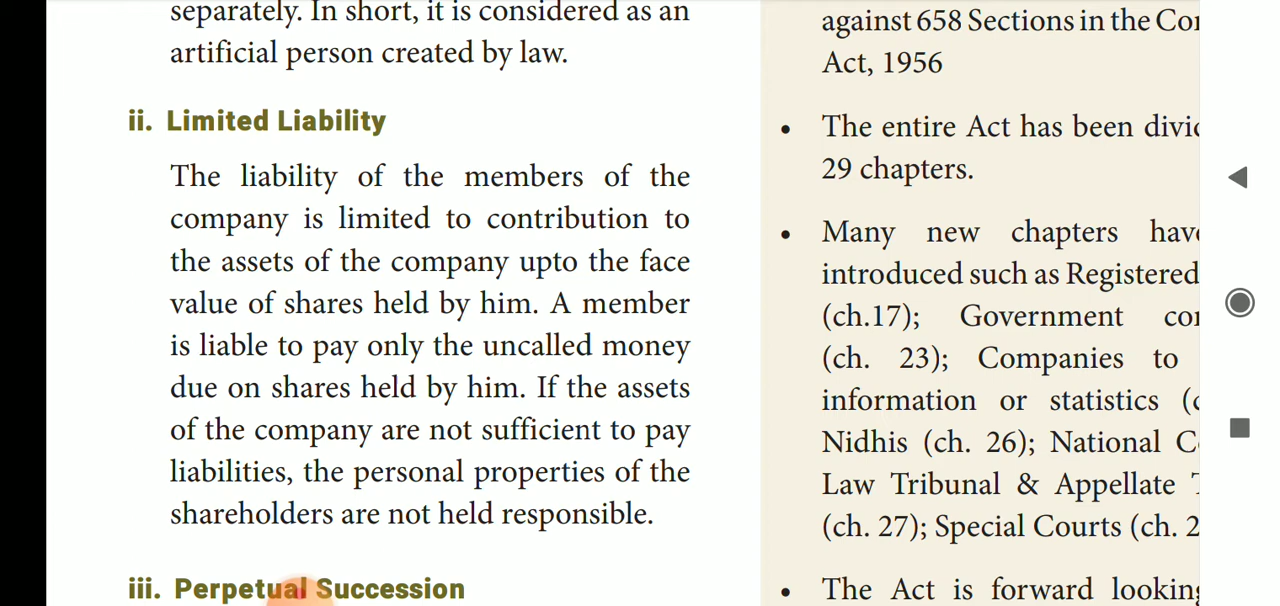 separately. In short, it is considered as an
artificial person created by law.
ii. Limited Liability
The liability of the members of the
company is limited to contribution to
the assets of the company upto the face
value of shares held by him. A member
is liable to pay only the uncalled money
due on shares held by him. If the assets
of the company are not sufficient to pay
liabilities, the personal properties of the
shareholders are not held responsible.
iii. Perpetual Succession
against 658 Sections in the
Act, 1956
• The entire Act has been
29 chapters.
• Many new chapters
introduced such as Registered
(ch.17); Government
(ch. 23); Companies to
information or statistics
Nidhis (ch. 26); National
Law Tribunal & Appellate
(ch. 27); Special Courts (ch.
• The Act is forward looking